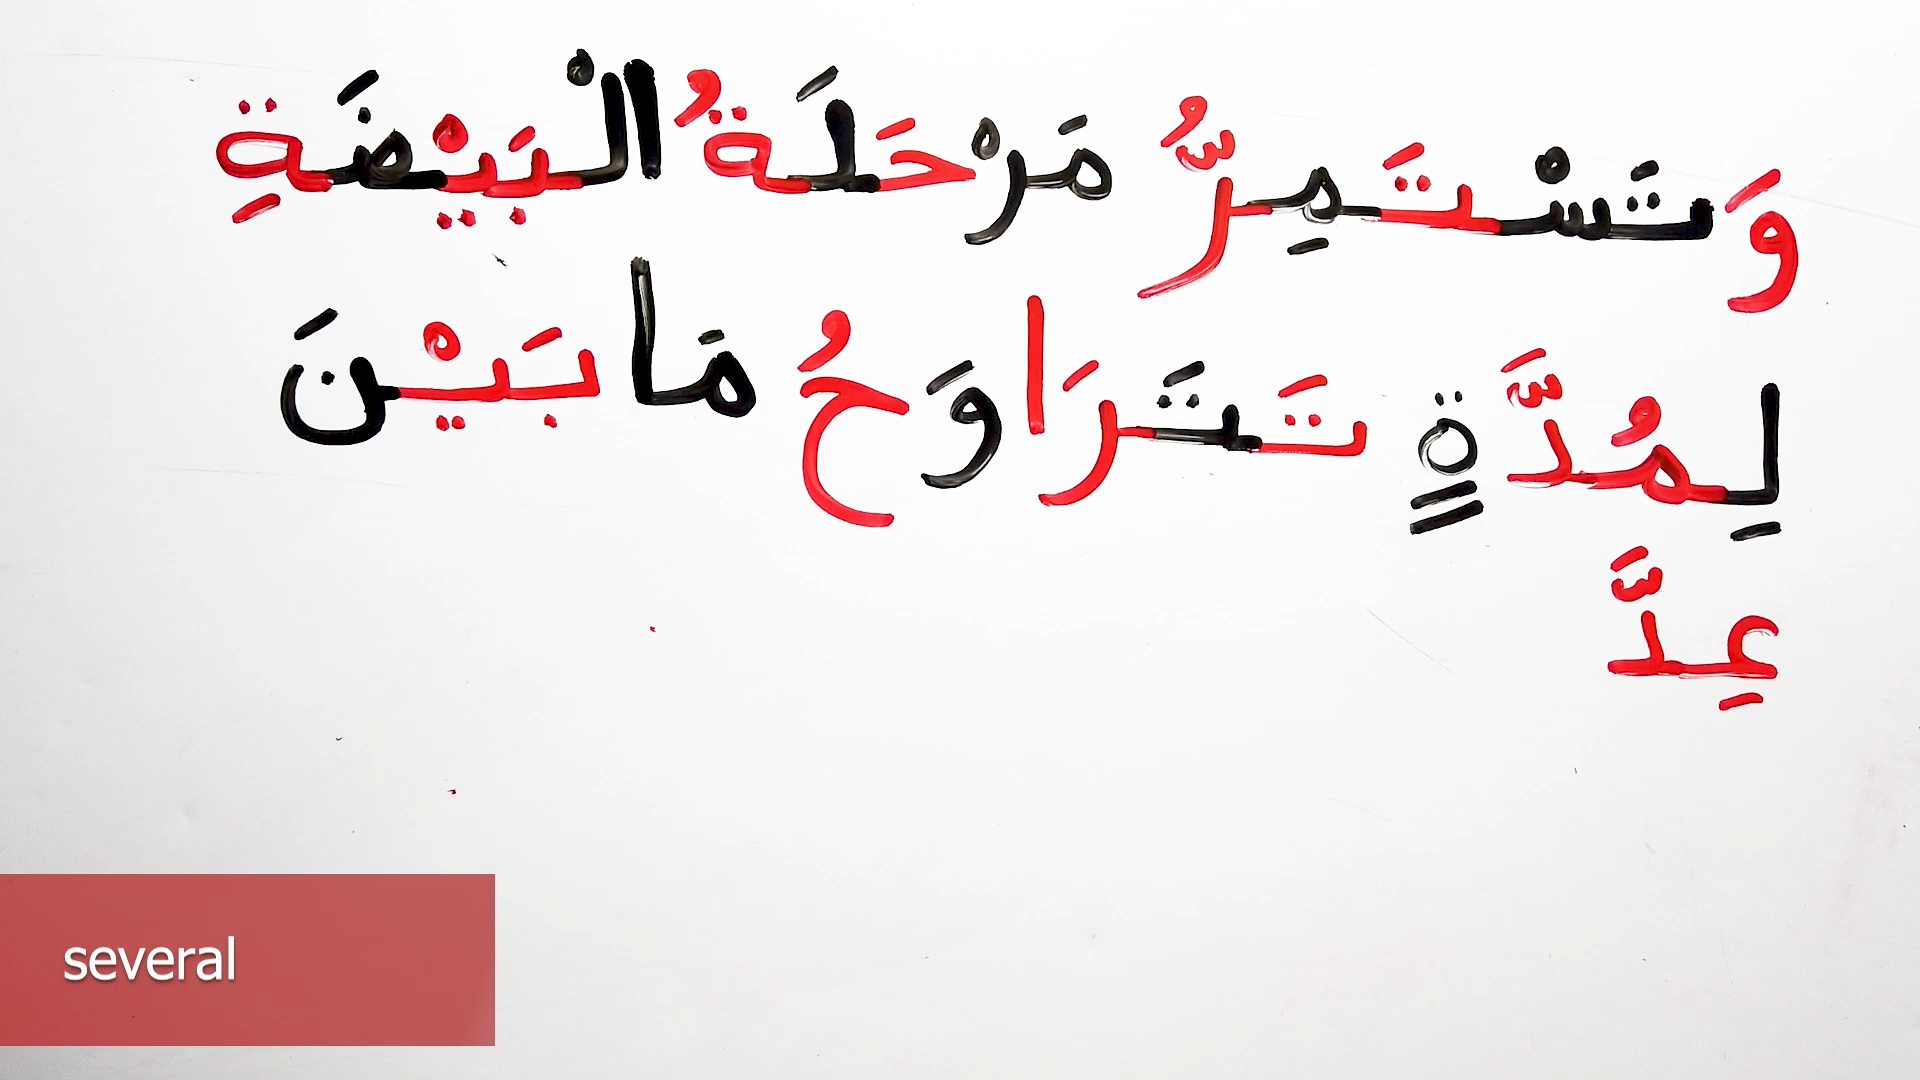 وَتَسْتَمِرُّ مَرْحَلَةُ الْبَيْضَةِ
لِمُدَّةٍ تَتَرَاوَحُ مَا بَيْنَ
عِدَّ
several